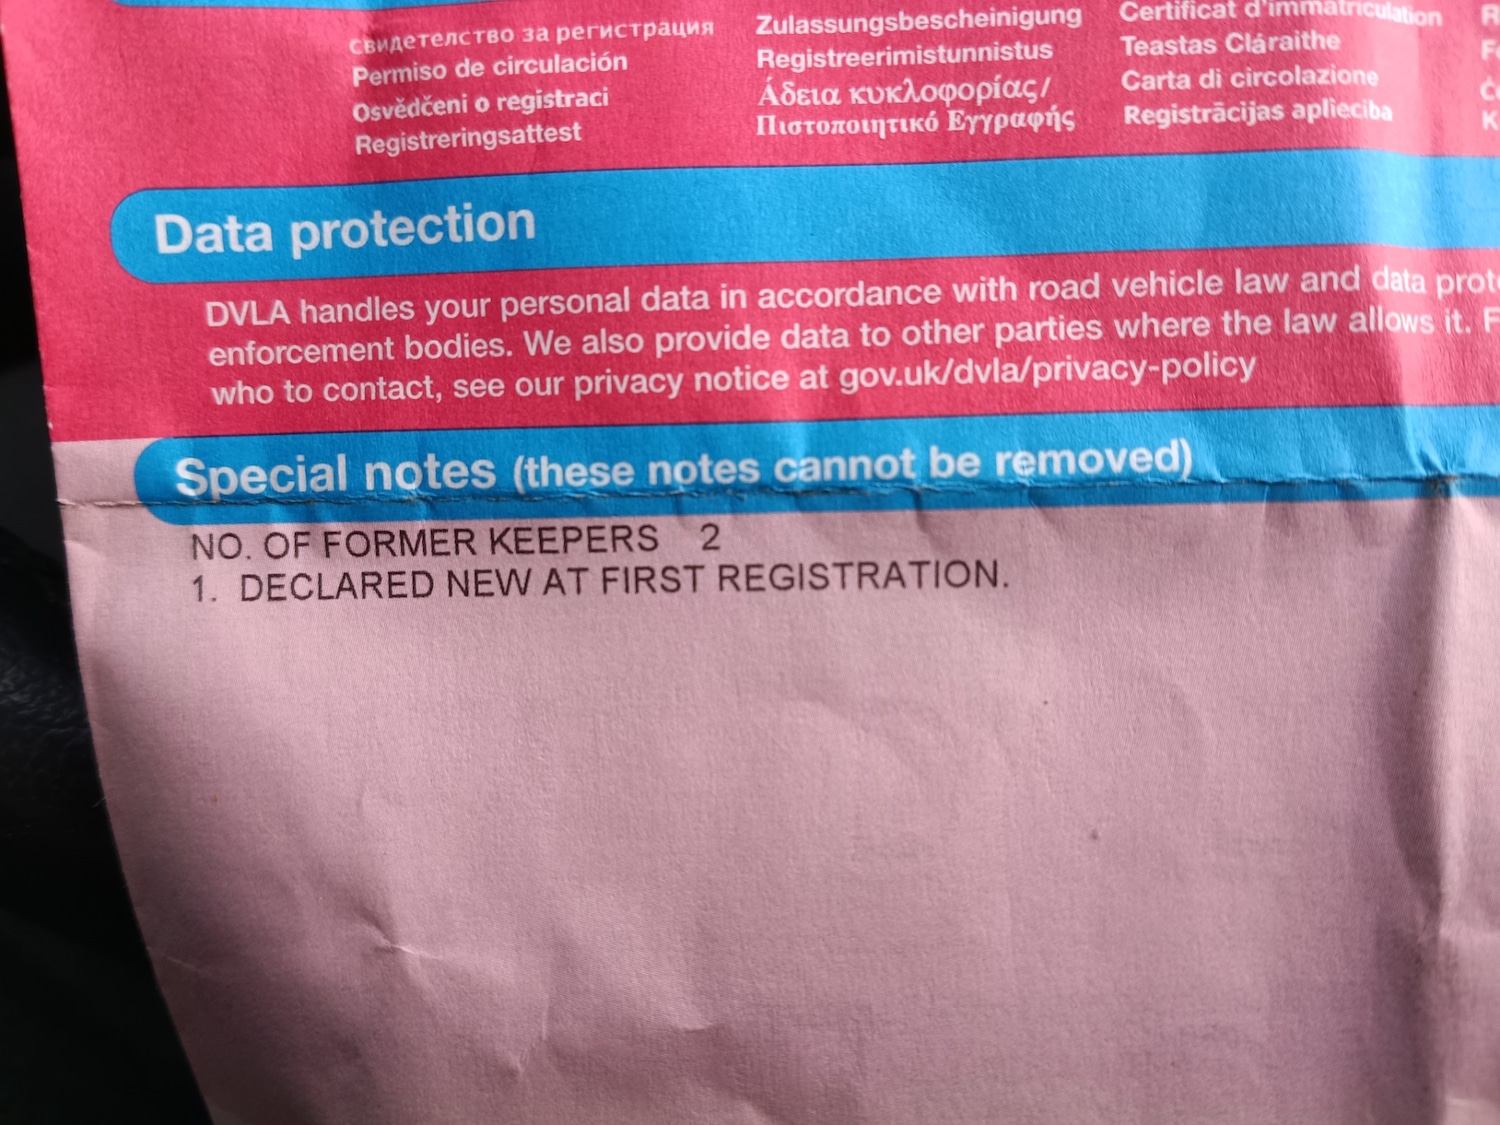 свидетелство за регистрация
Permiso de circulación
Osvědčeni o registraci
Registreringsattest
Zulassungsbescheinigung
Registreerimistunnistus
Άδεια κυκλοφορίας/
Πιστοποιητικό Εγγραφής
Certificat d'immatriculation
Teastas Cláraithe
Carta di circolazione
Registrācijas apliecība
Data protection
DVLA handles your personal data in accordance with road vehicle law and data
enforcement bodies. We also provide data to other parties where the law allows it.
who to contact, see our privacy notice at gov.uk/dvla/privacy-policy
Special notes (these notes cannot be removed)
NO. OF FORMER KEEPERS 2
1. DECLARED NEW AT FIRST REGISTRATION.